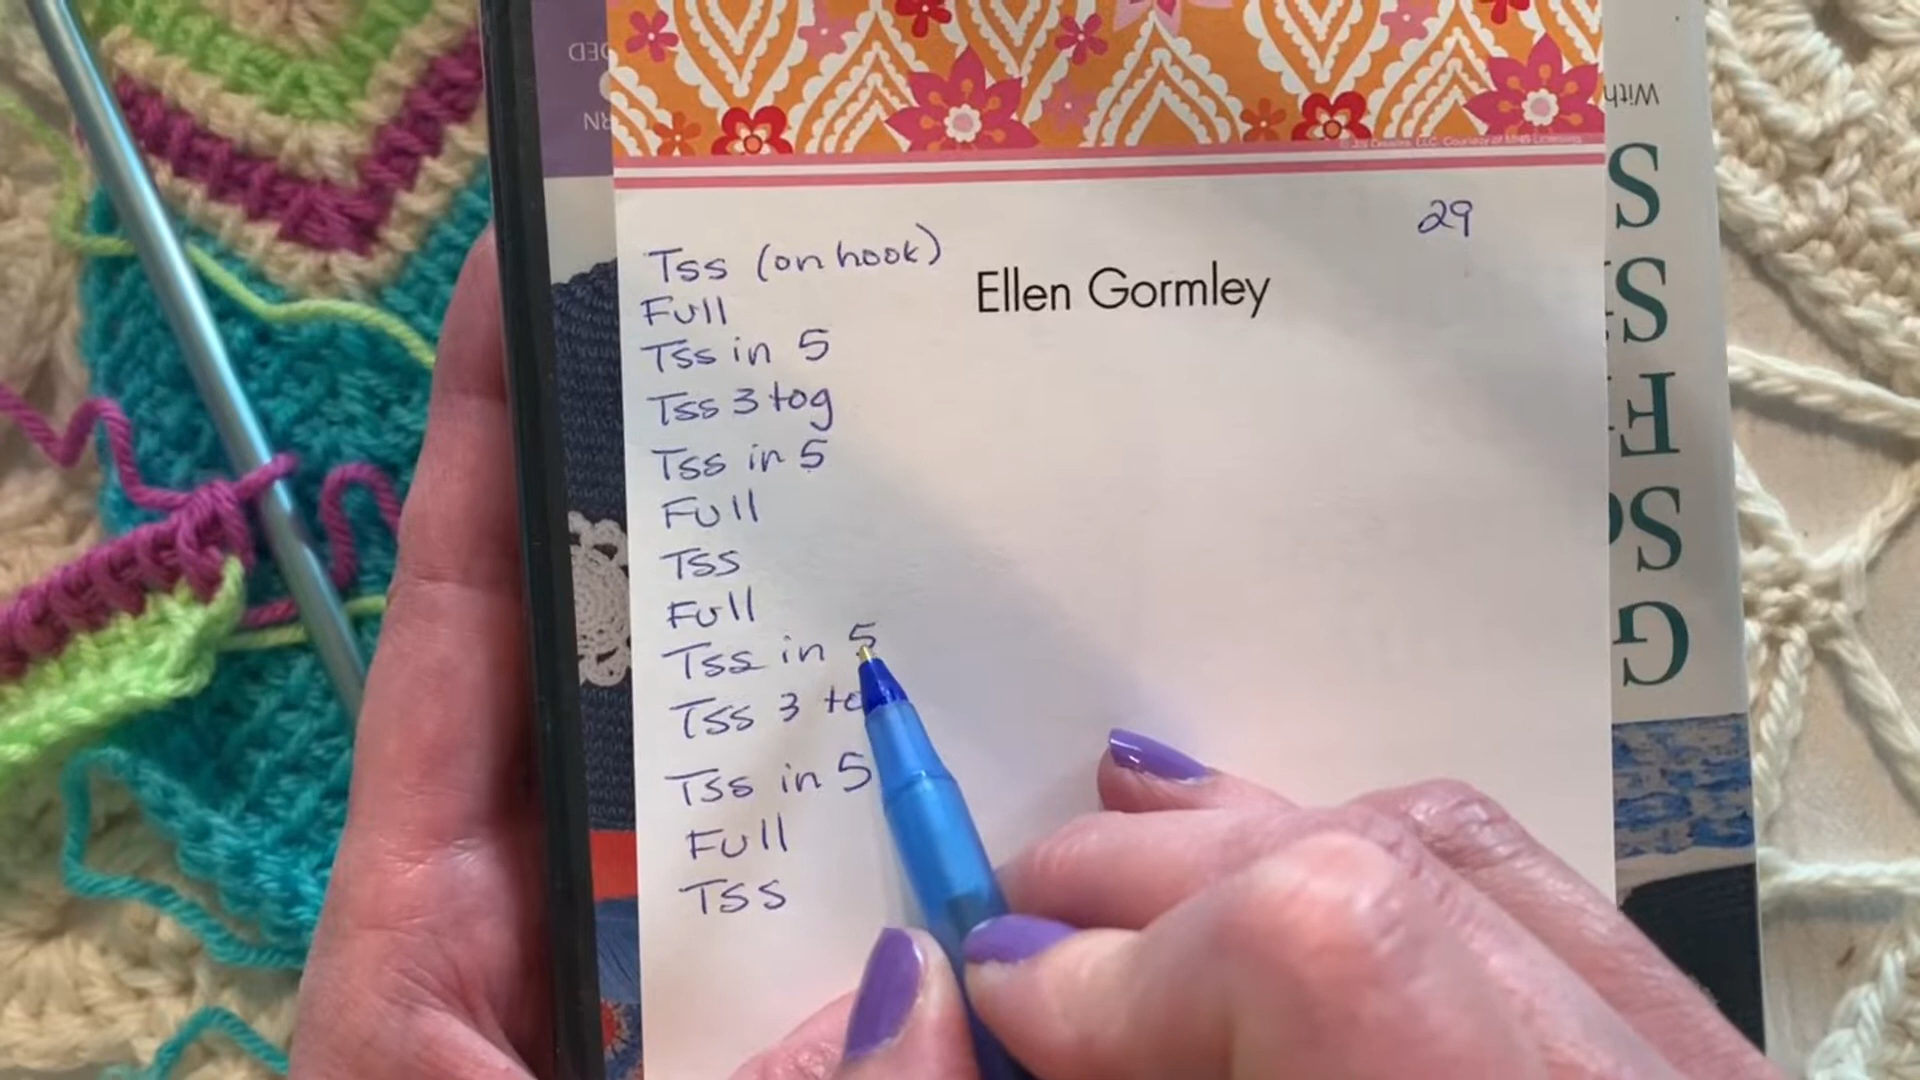 29
Tss (on hook)
Ellen Gormley
Full
Tss in 5
Tss 3 tog
Tss in 5
Full
Tss
Full
Tss in 5
Tss 3
Tss in 5
Full
Tss
With